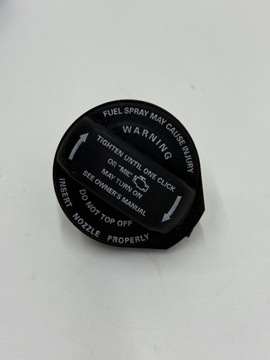 FUEL SPRAY MAY CAUSE INJURY
WARNING
TIGHTEN UNTIL ONE CLICK
OR "MIL"
MAY TURN ON
SEE OWNER'S MANUAL
DO NOT TOP OFF
INSERT NOZZLE PROPERLY